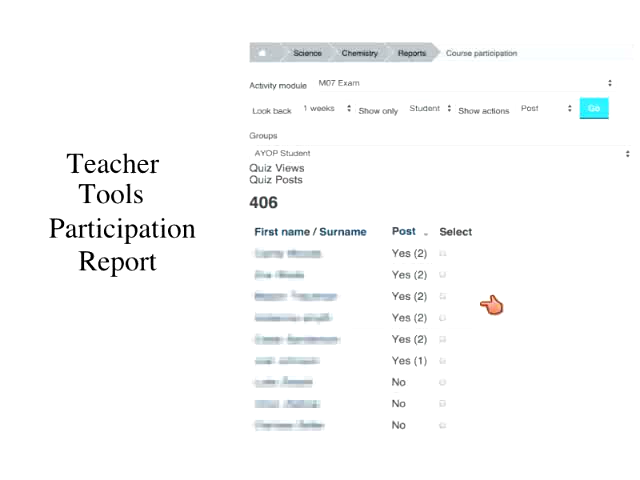 Teacher
Tools
Participation
Report
Science Chemistry Reports Course participation
Activity module M07 Exam
Look back 1 weeks Show only Student Show actions Post Go
Groups
AYOP Student
Quiz Views
Quiz Posts
406
First name / Surname Post Select
Yes (2)
Yes (2)
Yes (2)
Yes (2)
Yes (2)
Yes (1)
No
No
No